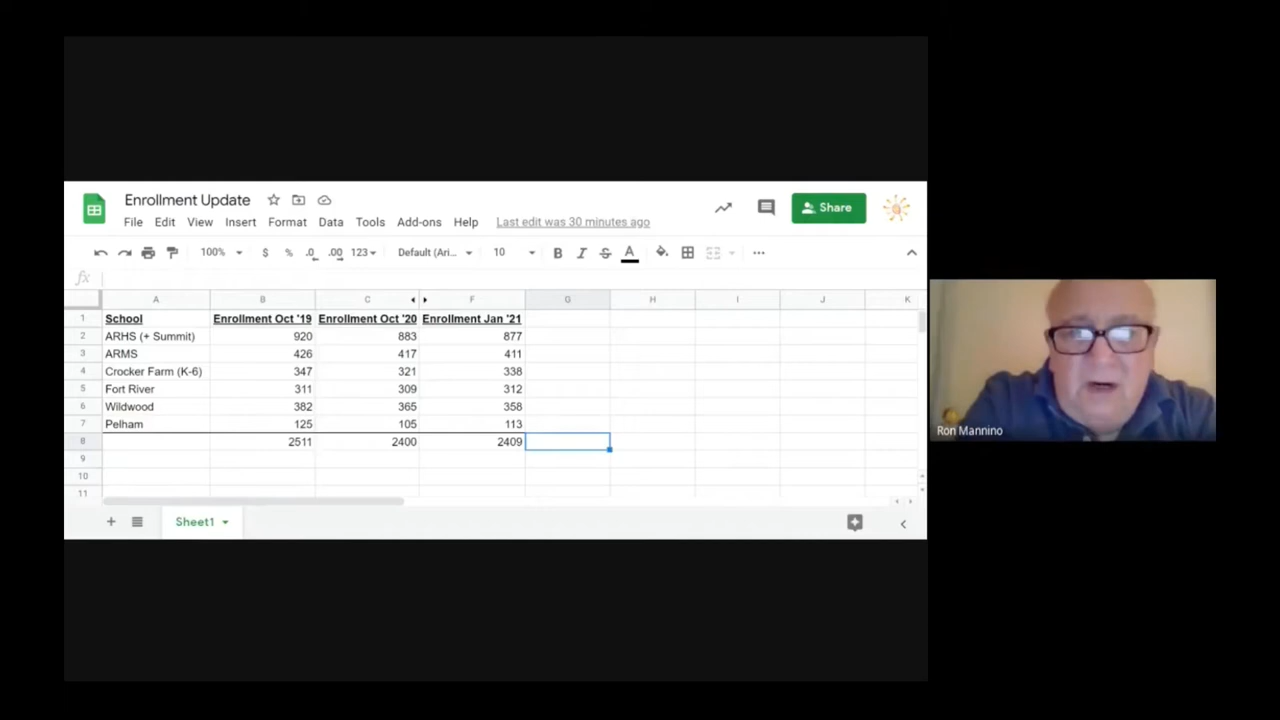 Enrollment Update
File Edit View Insert Format Data Tools Add-ons Help Last edit was 30 minutes ago
Share
100% $ % .0 .00 123 Default (Ari... 10 B I S A ...
fx
A B C F G H I J K
1 School Enrollment Oct '19 Enrollment Oct '20 Enrollment Jan '21
2 ARHS (+ Summit) 920 883 877
3 ARMS 426 417 411
4 Crocker Farm (K-6) 347 321 338
5 Fort River 311 309 312
6 Wildwood 382 365 358
7 Pelham 125 105 113
8 2511 2400 2409
9
10
11
Sheet1
Ron Mannino